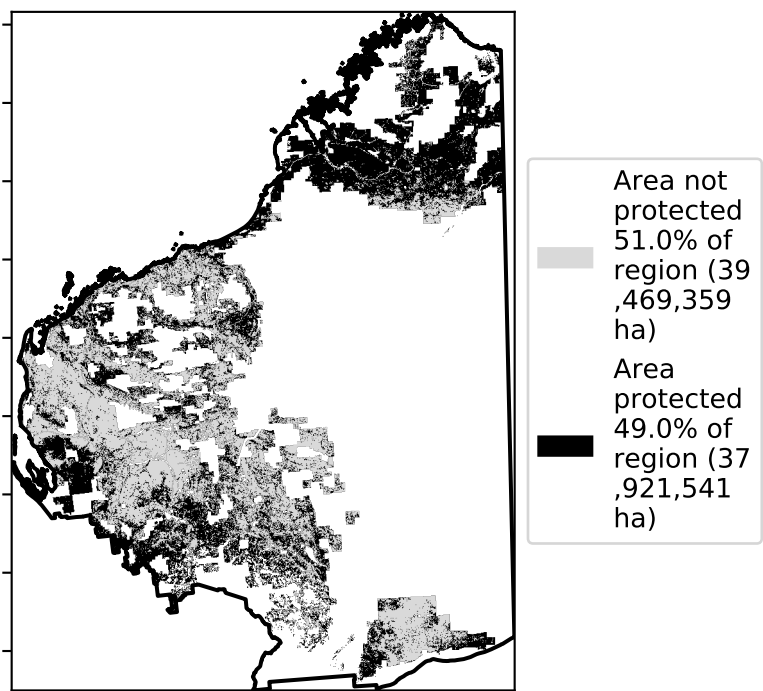 Area not
protected
51.0% of
region (39
,469,359
ha)
Area
protected
49.0% of
region (37
,921,541
ha)